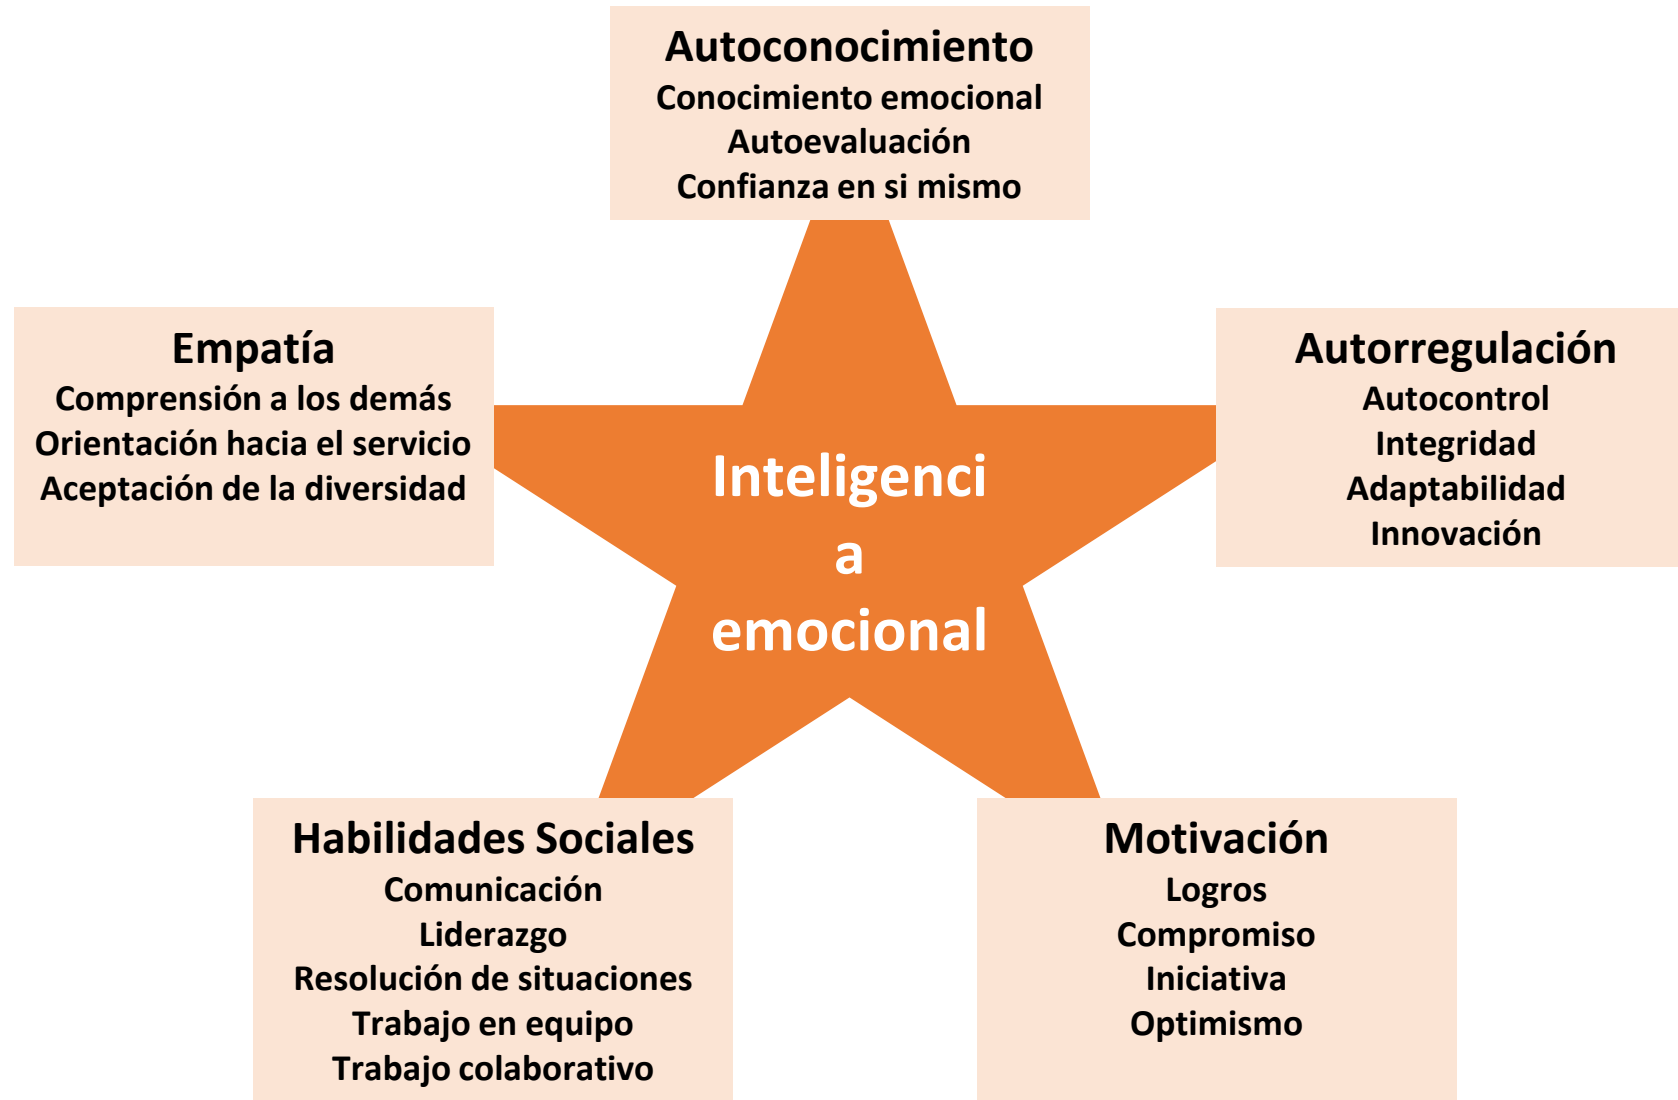 Autoconocimiento
Conocimiento emocional
Autoevaluación
Confianza en si mismo
Empatía
Comprensión a los demás
Orientación hacia el servicio
Aceptación de la diversidad
Inteligenci
a
emocional
Autorregulación
Autocontrol
Integridad
Adaptabilidad
Innovación
Habilidades Sociales
Comunicación
Liderazgo
Resolución de situaciones
Trabajo en equipo
Trabajo colaborativo
Motivación
Logros
Compromiso
Iniciativa
Optimismo